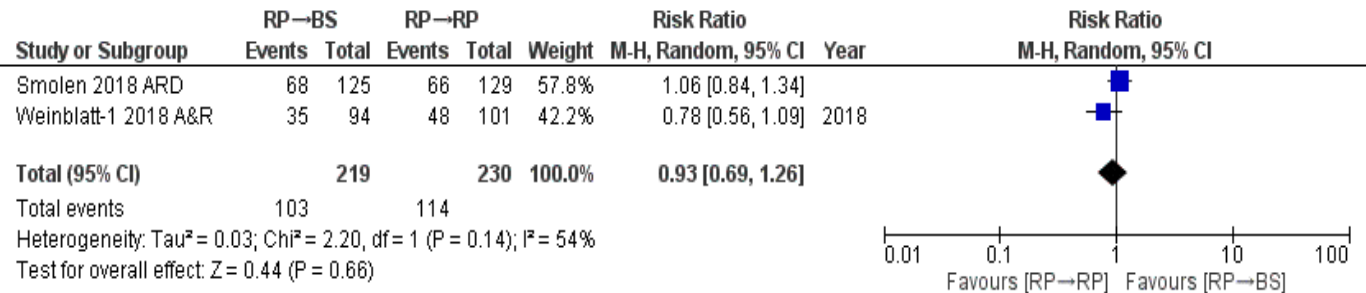 RP→BS RP→RP Risk Ratio Risk Ratio
Study or Subgroup Events Total Events Total Weight M-H, Random, 95% CI Year M-H, Random, 95% CI
Smolen 2018 ARD 68 125 66 129 57.8% 1.06 [0.84, 1.34]
Weinblatt-1 2018 A&R 35 94 48 101 42.2% 0.78 [0.56, 1.09] 2018
Total (95% CI) 219 230 100.0% 0.93 [0.69, 1.26]
Total events 103 114
Heterogeneity: Tau² = 0.03; Chi² = 2.20, df = 1 (P = 0.14); I² = 54%
Test for overall effect: Z = 0.44 (P = 0.66)
0.01 0.1 1 10 100
Favours [RP→RP] Favours [RP→BS]